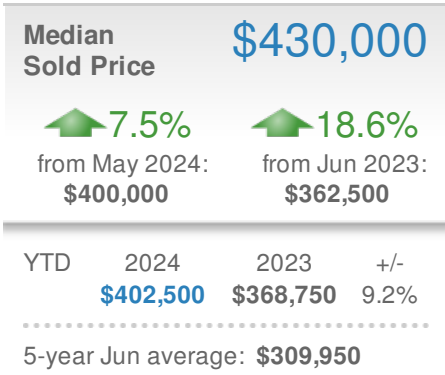 Median
Sold Price
$430,000
7.5%
from May 2024:
$400,000
18.6%
from Jun 2023:
$362,500
YTD 2024 2023 +/-
$402,500 $368,750 9.2%
5-year Jun average: $309,950